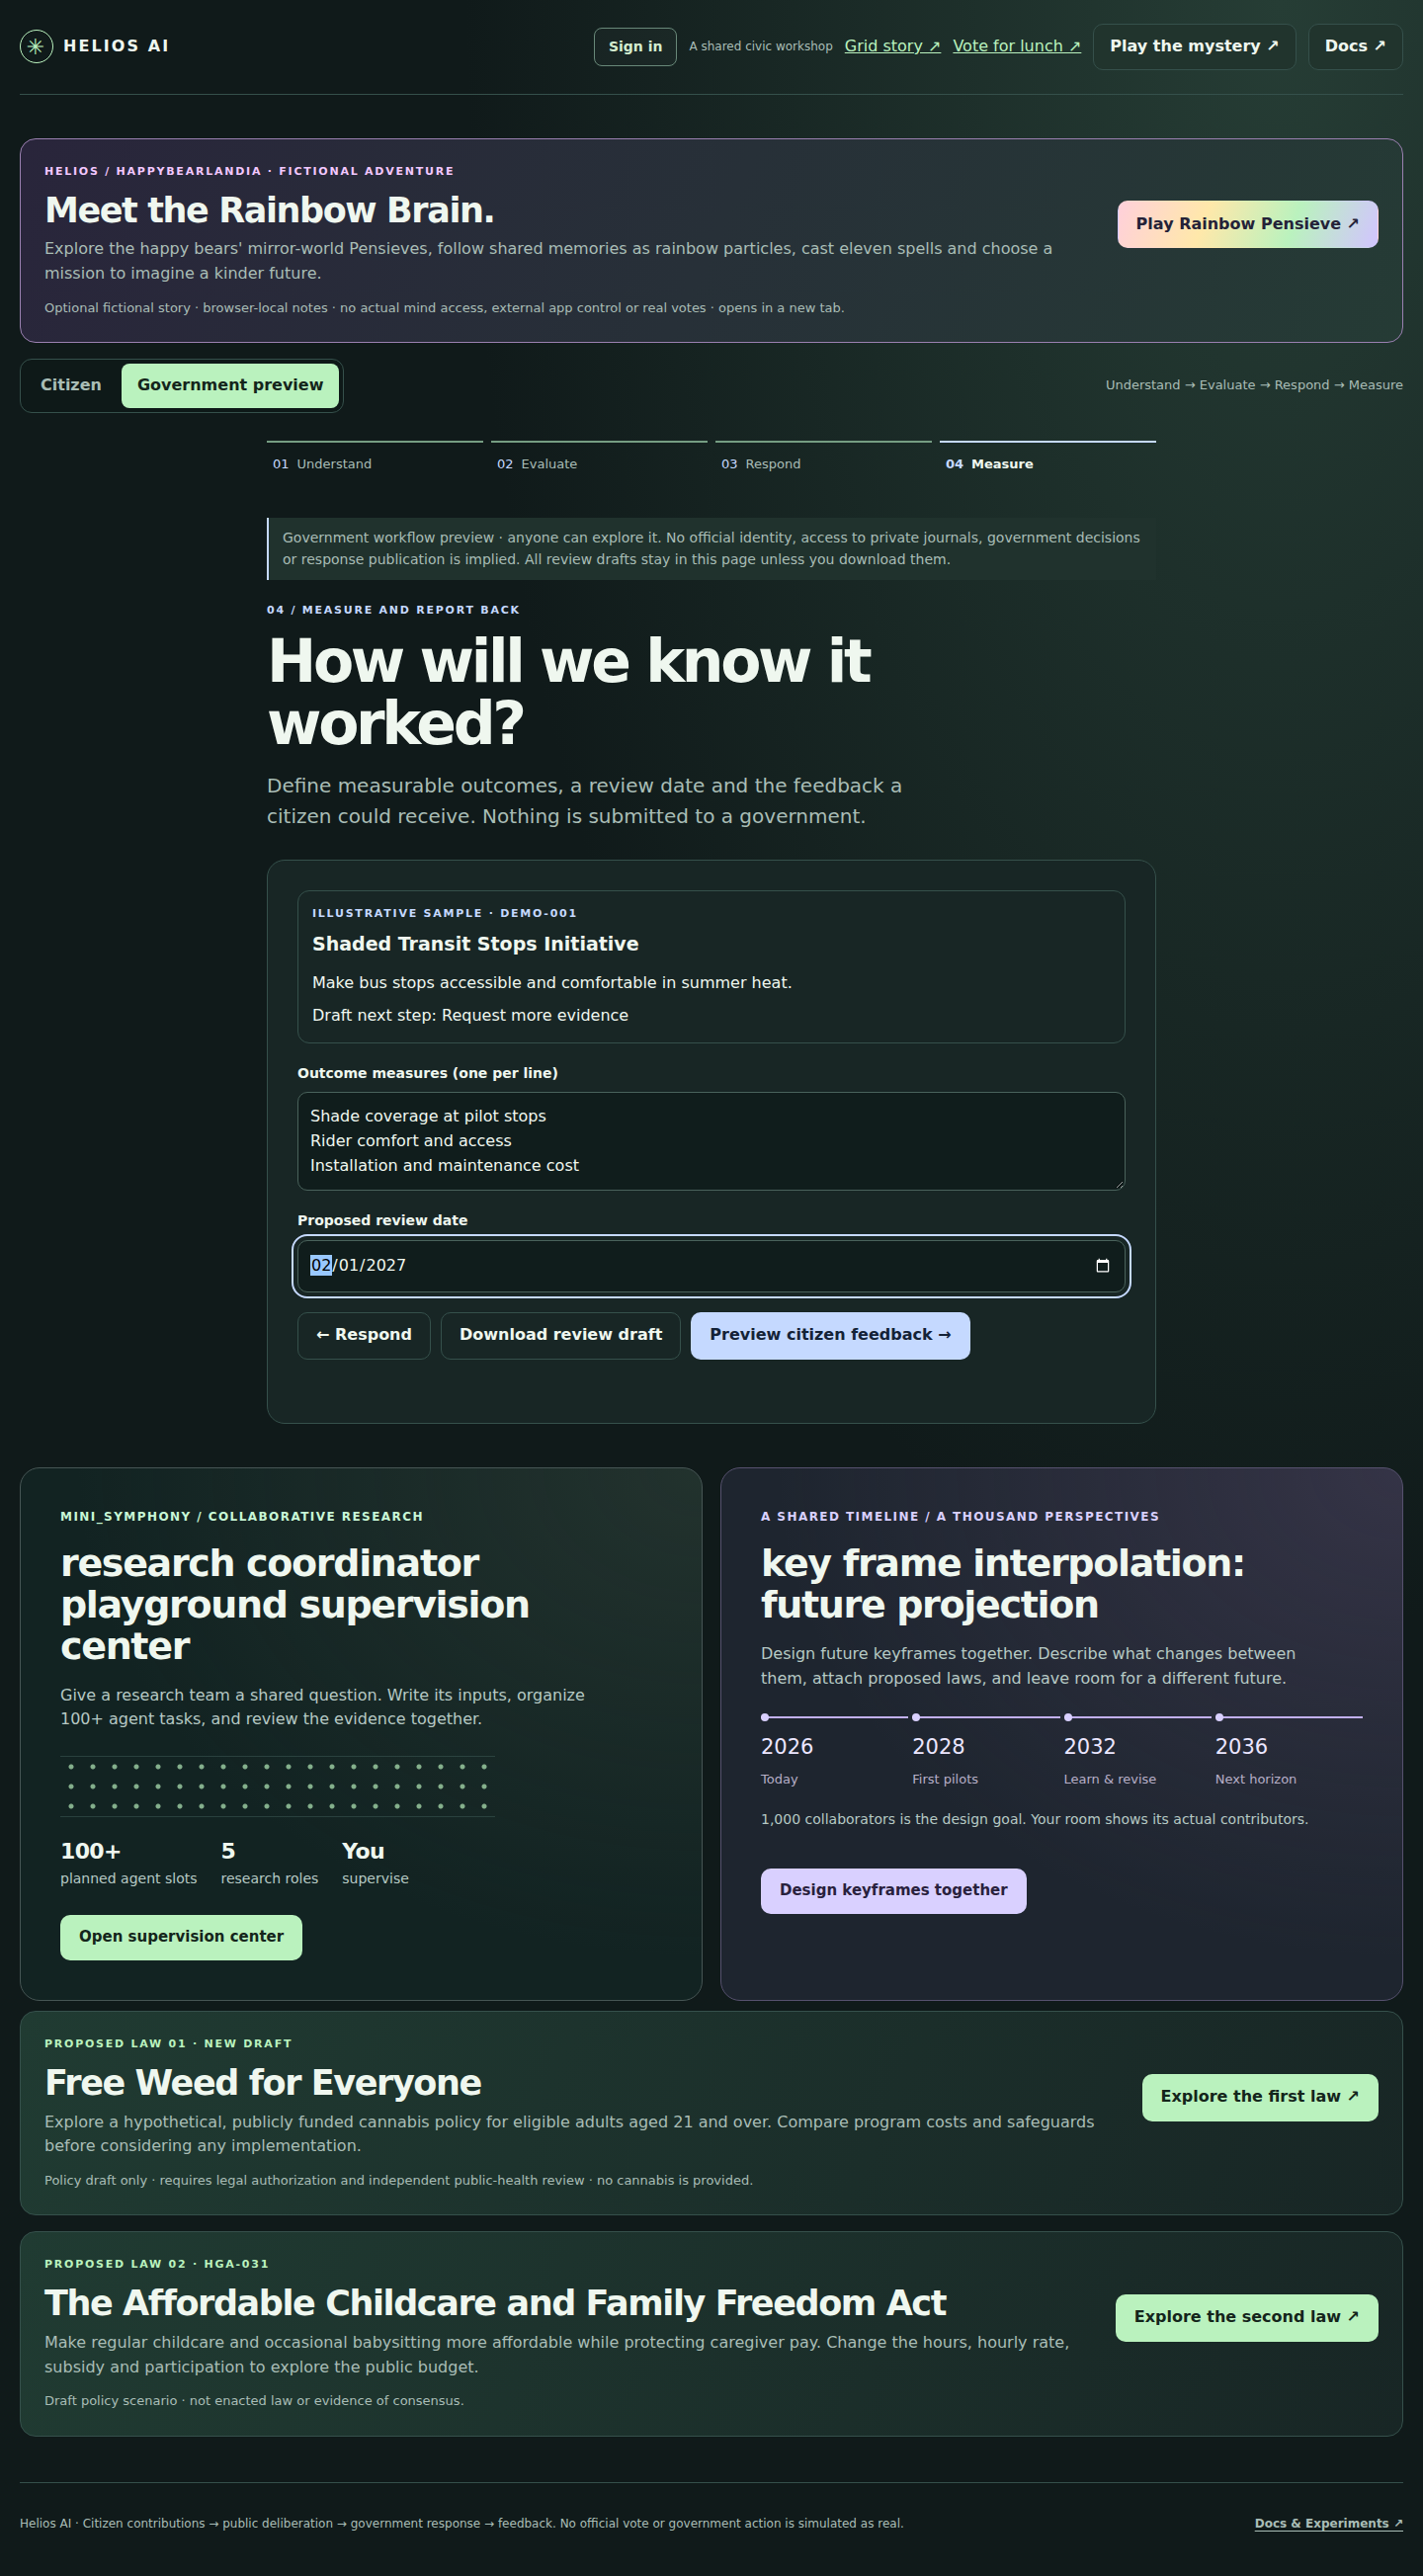 HELIOS AI
Sign in
A shared civic workshop
Grid story ↗
Vote for lunch ↗
Play the mystery ↗
Docs ↗
HELIOS / HAPPYBEARLANDIA · FICTIONAL ADVENTURE
Meet the Rainbow Brain.
Explore the happy bears' mirror-world Pensieves, follow shared memories as rainbow particles, cast eleven spells and choose a
mission to imagine a kinder future.
Optional fictional story · browser-local notes · no actual mind access, external app control or real votes · opens in a new tab.
Play Rainbow Pensieve ↗
Citizen
Government preview
Understand → Evaluate → Respond → Measure
01 Understand
02 Evaluate
03 Respond
04 Measure
Government workflow preview · anyone can explore it. No official identity, access to private journals, government decisions
or response publication is implied. All review drafts stay in this page unless you download them.
04 / MEASURE AND REPORT BACK
How will we know it
worked?
Define measurable outcomes, a review date and the feedback a
citizen could receive. Nothing is submitted to a government.
ILLUSTRATIVE SAMPLE · DEMO-001
Shaded Transit Stops Initiative
Make bus stops accessible and comfortable in summer heat.
Draft next step: Request more evidence
Outcome measures (one per line)
Shade coverage at pilot stops
Rider comfort and access
Installation and maintenance cost
Proposed review date
02/01/2027
← Respond
Download review draft
Preview citizen feedback →
MINI_SYMPHONY / COLLABORATIVE RESEARCH
research coordinator
playground supervision
center
Give a research team a shared question. Write its inputs, organize
100+ agent tasks, and review the evidence together.
100+
planned agent slots
5
research roles
You
supervise
Open supervision center
A SHARED TIMELINE / A THOUSAND PERSPECTIVES
key frame interpolation:
future projection
Design future keyframes together. Describe what changes between
them, attach proposed laws, and leave room for a different future.
2026
Today
2028
First pilots
2032
Learn & revise
2036
Next horizon
1,000 collaborators is the design goal. Your room shows its actual contributors.
Design keyframes together
PROPOSED LAW 01 · NEW DRAFT
Free Weed for Everyone
Explore a hypothetical, publicly funded cannabis policy for eligible adults aged 21 and over. Compare program costs and safeguards
before considering any implementation.
Policy draft only · requires legal authorization and independent public-health review · no cannabis is provided.
Explore the first law ↗
PROPOSED LAW 02 · HGA-031
The Affordable Childcare and Family Freedom Act
Make regular childcare and occasional babysitting more affordable while protecting caregiver pay. Change the hours, hourly rate,
subsidy and participation to explore the public budget.
Draft policy scenario · not enacted law or evidence of consensus.
Explore the second law ↗
Helios AI · Citizen contributions → public deliberation → government response → feedback. No official vote or government action is simulated as real.
Docs & Experiments ↗